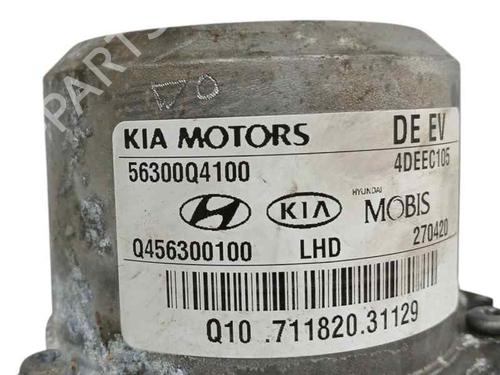 KIA MOTORS DE EV
56300Q4100 4DEEC105
KIA HYUNDAI MOBIS
Q456300100 LHD 270420
Q10 .711820.31129